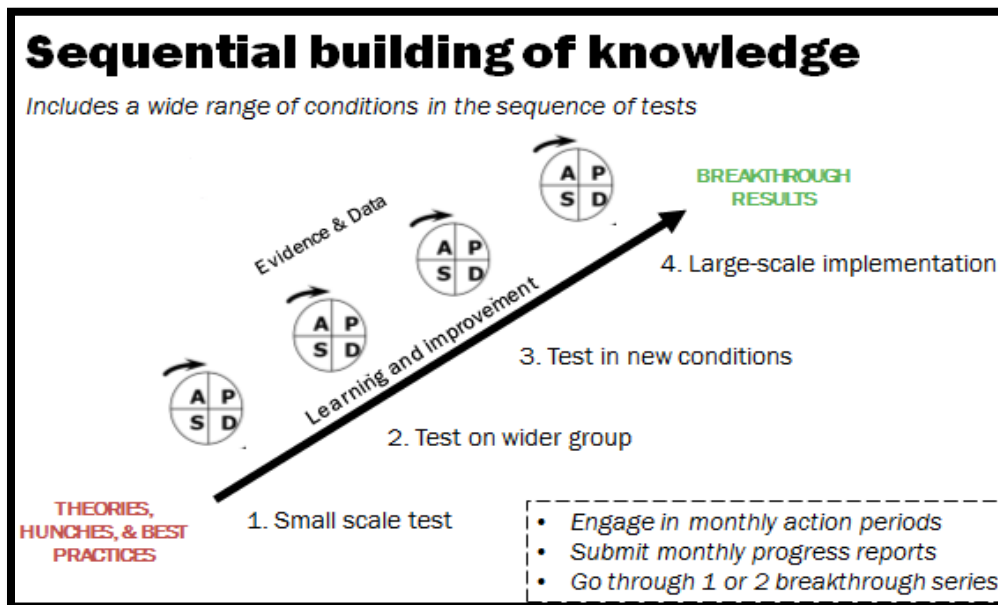 Sequential building of knowledge
Includes a wide range of conditions in the sequence of tests
A P
S D
BREAKTHROUGH
RESULTS
Evidence & Data
A P
S D
4. Large-scale implementation
A P
S D
Learning and improvement
3. Test in new conditions
A P
S D
2. Test on wider group
THEORIES,
HUNCHES, & BEST
PRACTICES
1. Small scale test
• Engage in monthly action periods
• Submit monthly progress reports
• Go through 1 or 2 breakthrough series